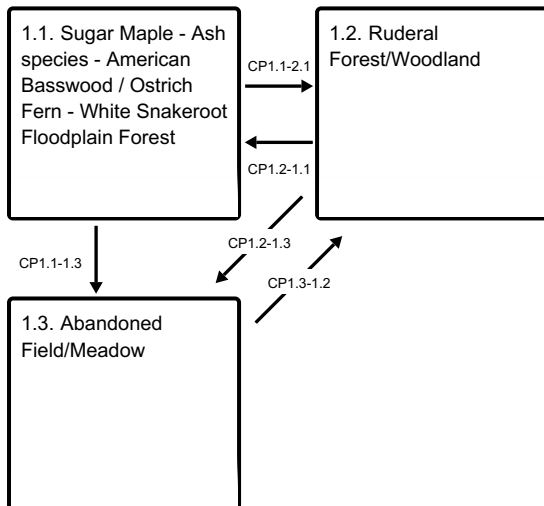 1.1. Sugar Maple - Ash
species - American
Basswood / Ostrich
Fern - White Snakeroot
Floodplain Forest
CP1.1-2.1
1.2. Ruderal
Forest/Woodland
CP1.2-1.1
CP1.2-1.3
CP1.1-1.3
CP1.3-1.2
1.3. Abandoned
Field/Meadow